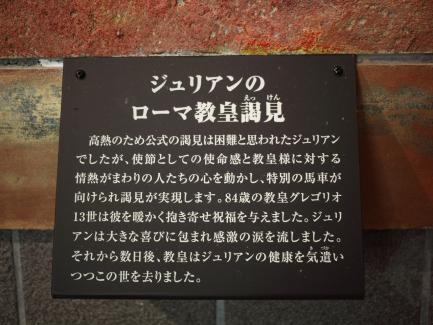 ジュリアンの
ローマ教皇謁見
高熱のため公式の謁見は困難と思われたジュリアン
でしたが、使節としての使命感と教皇様に対する
情熱がまわりの人たちの心を動かし、特別の馬車が
向けられ謁見が実現します。84歳の教皇グレゴリオ
13世は彼を暖かく抱き寄せ祝福を与えました。ジュリ
アンは大きな喜びに包まれ感激の涙を流しました。
それから数日後、教皇はジュリアンの健康を気遣い
つつこの世を去りました。